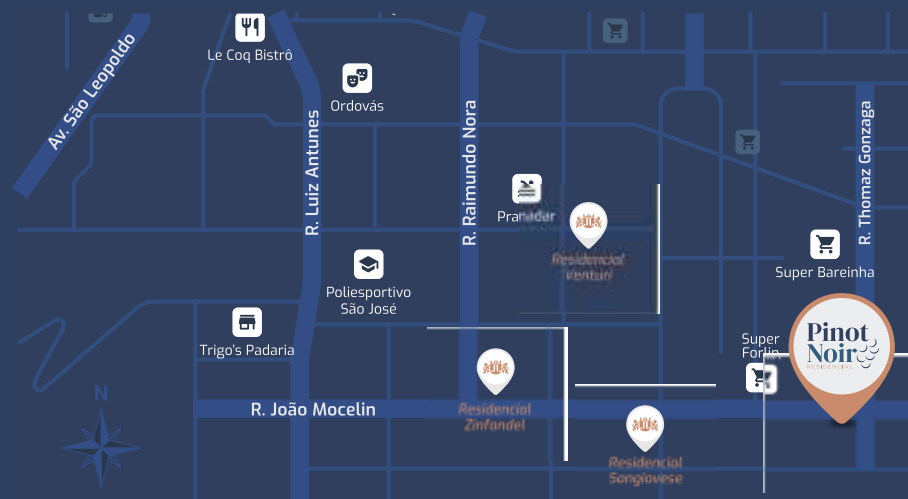 Av. São Leopoldo
Le Coq Bistrô
Ordovás
R. Luiz Antunes
R. Raimundo Nora
R. Thomaz Gonzaga
Residencial
Venturi
Super Bareinha
Poliesportivo
São José
Trigo's Padaria
Super
Forlin
Pinot
Noir
RESIDENCIAL
N
R. João Mocelin
Residencial
Zinfandel
Residencial
Sangiovese